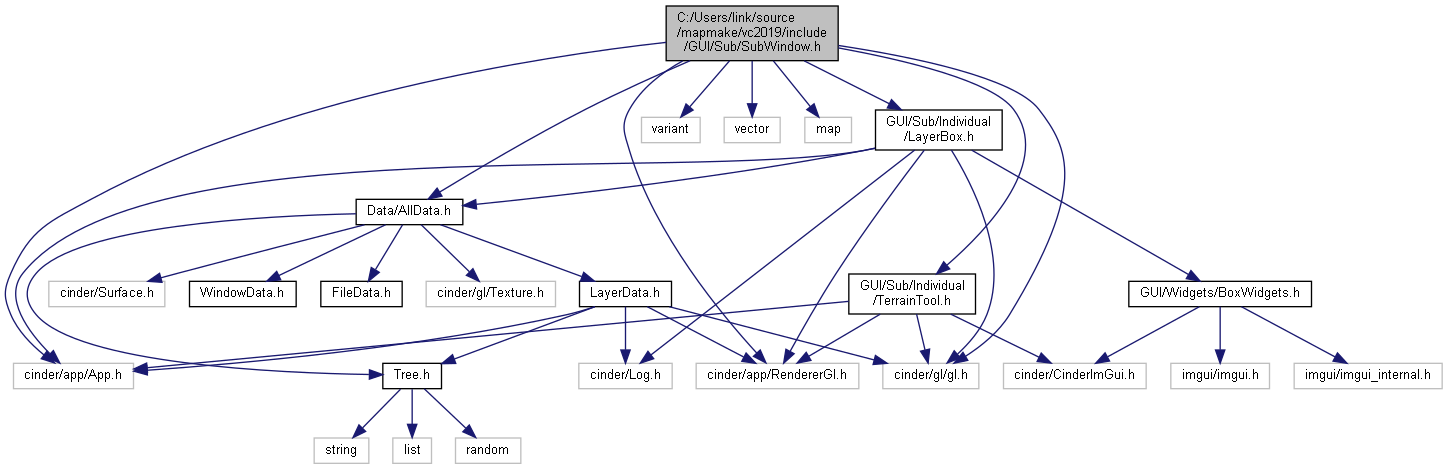 C:/Users/link/source
/mapmake/vc2019/include
/GUI/Sub/SubWindow.h
variant
vector
map
GUI/Sub/Individual
/LayerBox.h
Data/AllData.h
cinder/Surface.h
WindowData.h
FileData.h
cinder/gl/Texture.h
LayerData.h
GUI/Sub/Individual
/TerrainTool.h
GUI/Widgets/BoxWidgets.h
cinder/app/App.h
Tree.h
cinder/Log.h
cinder/app/RendererGl.h
cinder/gl/gl.h
cinder/CinderImGui.h
imgui/imgui.h
imgui/imgui_internal.h
string
list
random